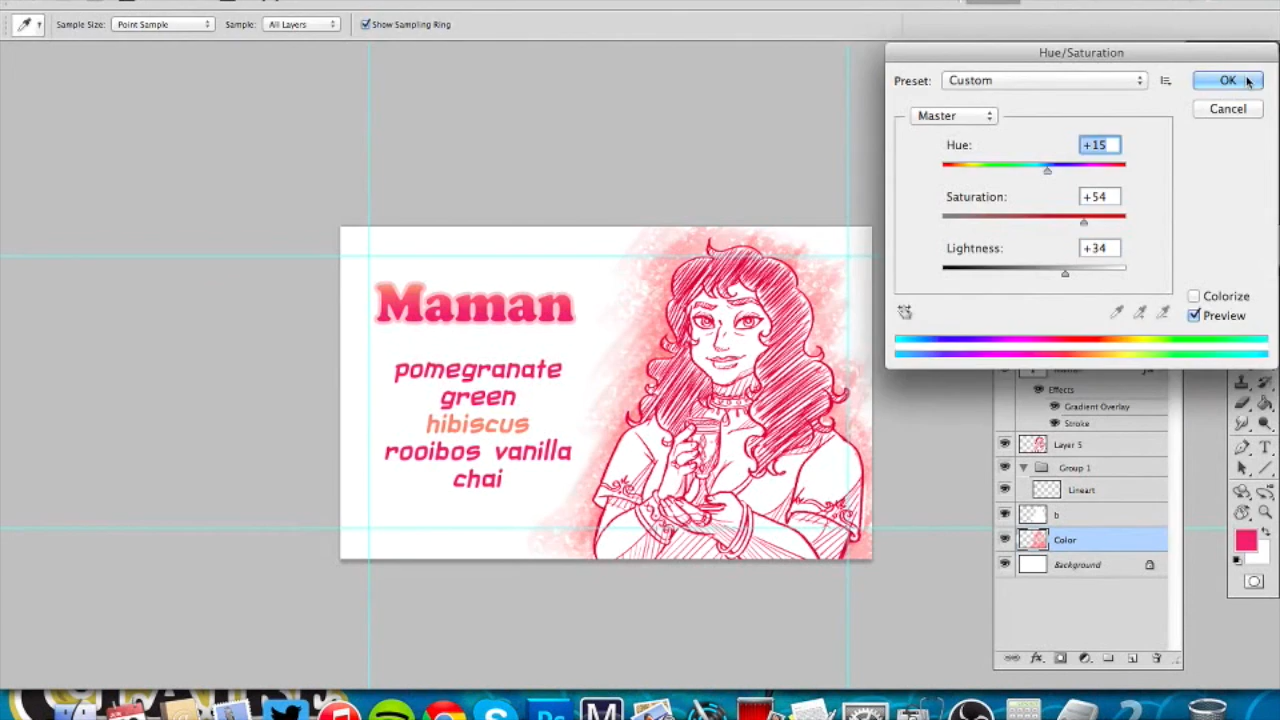 Sample Size: Point Sample Sample: All Layers Show Sampling Ring
Hue/Saturation
Preset: Custom OK
Cancel
Master
Hue: +15
Saturation: +54
Lightness: +34
Colorize
Preview
Maman
pomegranate
green
hibiscus
rooibos vanilla
chai
Effects
Gradient Overlay
Stroke
Layer 5
Group 1
Lineart
b
Color
Background